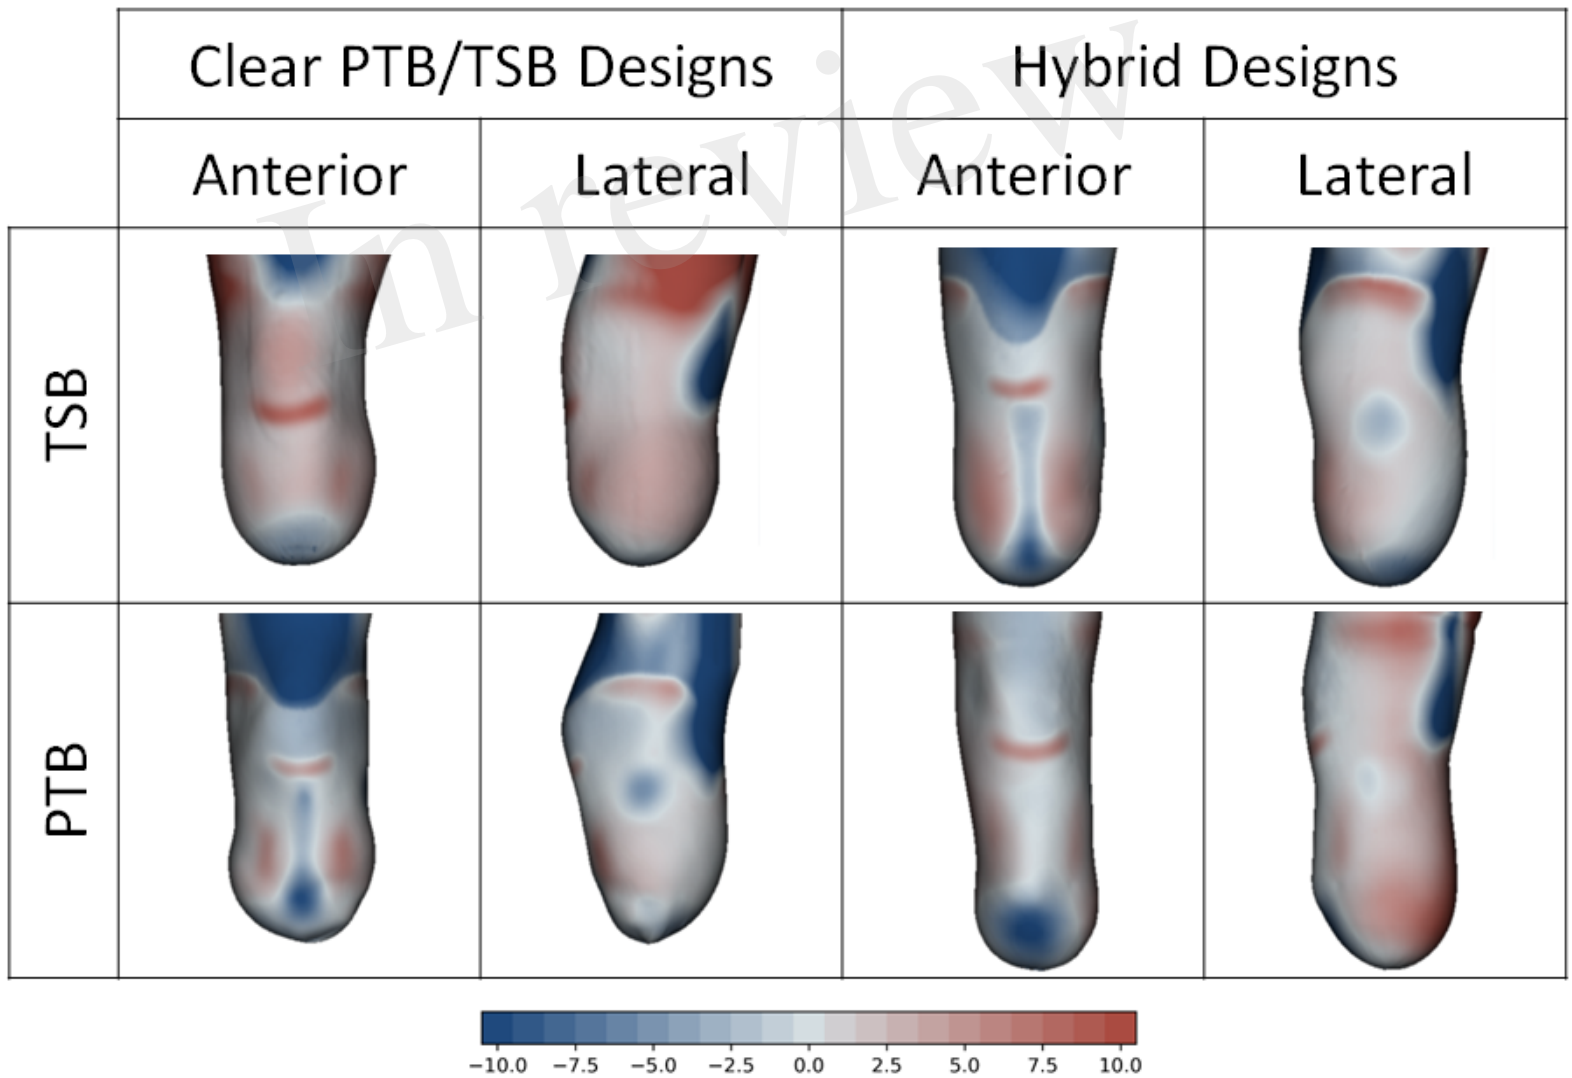 Clear PTB/TSB Designs Hybrid Designs
Anterior Lateral Anterior Lateral
In review
TSB
PTB
−10.0 −7.5 −5.0 −2.5 0.0 2.5 5.0 7.5 10.0